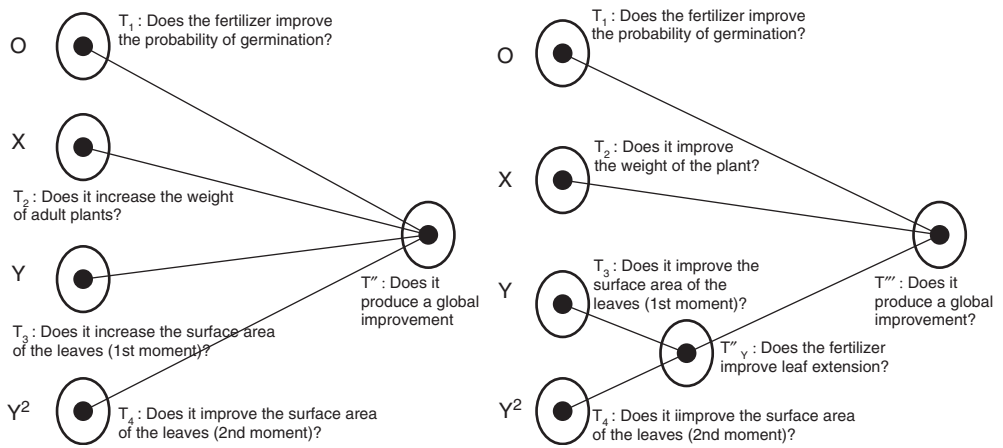 O
T1 : Does the fertilizer improve
the probability of germination?
X
T2 : Does it increase the weight
of adult plants?
Y
T3 : Does it increase the surface area
of the leaves (1st moment)?
Y2
T4 : Does it improve the surface area
of the leaves (2nd moment)?
T″ : Does it
produce a global
improvement
O
T1 : Does the fertilizer improve
the probability of germination?
X
T2 : Does it improve
the weight of the plant?
Y
T3 : Does it improve the
surface area of the
leaves (1st moment)?
Y2
T4 : Does it iimprove the surface area
of the leaves (2nd moment)?
T″Y : Does the fertilizer
improve leaf extension?
T‴ : Does it
produce a global
improvement?